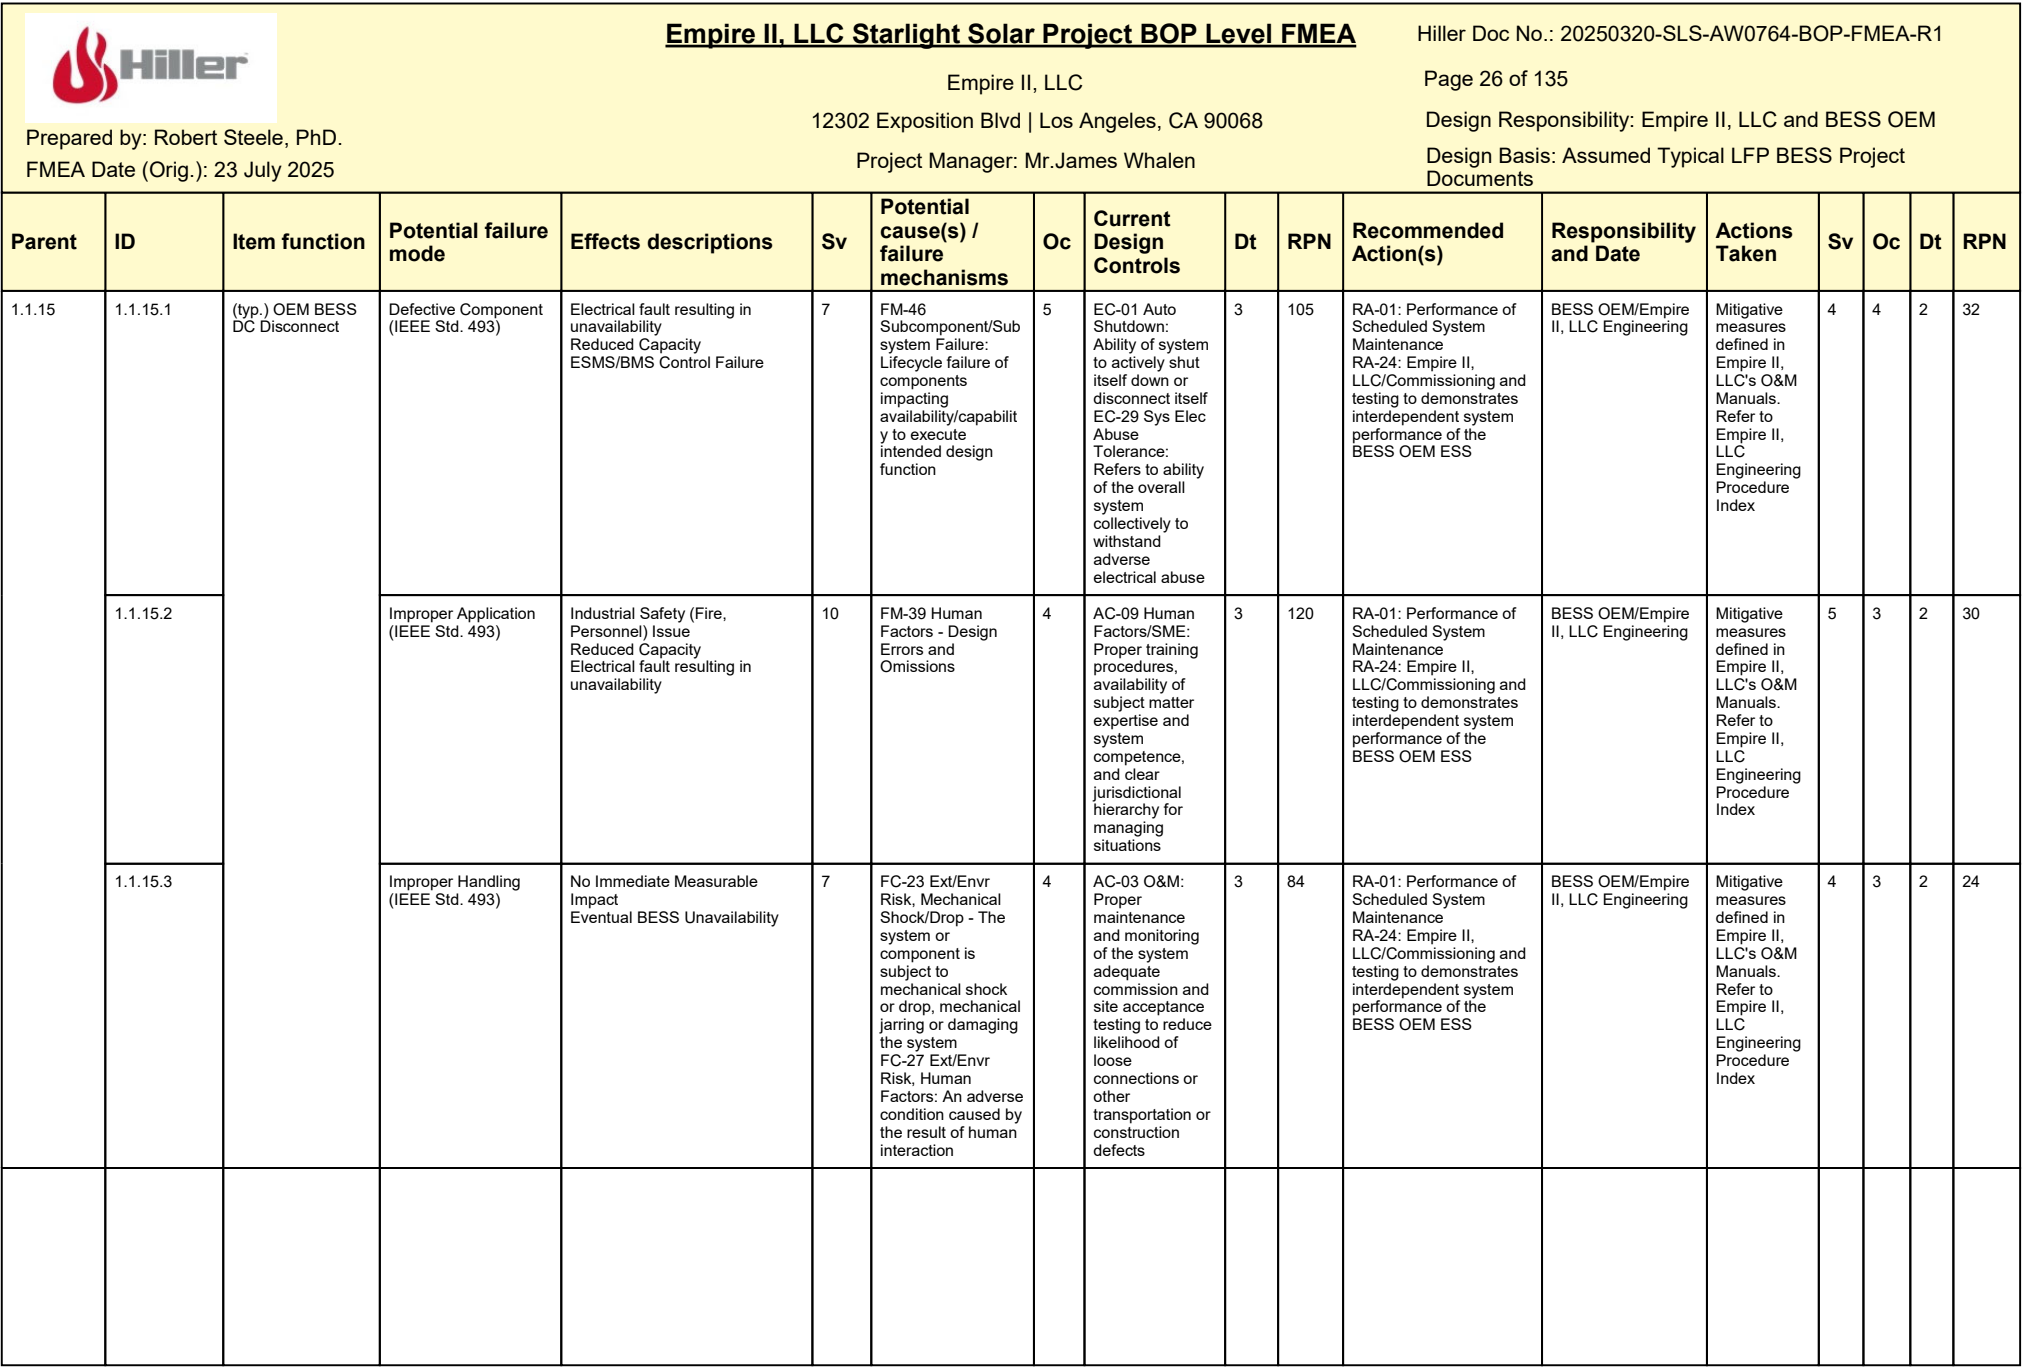 Hiller
Prepared by: Robert Steele, PhD.
FMEA Date (Orig.): 23 July 2025
Empire II, LLC Starlight Solar Project BOP Level FMEA
Empire II, LLC
12302 Exposition Blvd | Los Angeles, CA 90068
Project Manager: Mr.James Whalen
Hiller Doc No.: 20250320-SLS-AW0764-BOP-FMEA-R1
Page 26 of 135
Design Responsibility: Empire II, LLC and BESS OEM
Design Basis: Assumed Typical LFP BESS Project
Documents
Parent
ID
Item function
Potential failure
mode
Effects descriptions
Sv
Potential
cause(s) /
failure
mechanisms
Oc
Current
Design
Controls
Dt
RPN
Recommended
Action(s)
Responsibility
and Date
Actions
Taken
Sv
Oc
Dt
RPN
1.1.15
1.1.15.1
(typ.) OEM BESS
DC Disconnect
Defective Component
(IEEE Std. 493)
Electrical fault resulting in
unavailability
Reduced Capacity
ESMS/BMS Control Failure
7
FM-46
Subcomponent/Sub
system Failure:
Lifecycle failure of
components
impacting
availability/capabilit
y to execute
intended design
function
5
EC-01 Auto
Shutdown:
Ability of system
to actively shut
itself down or
disconnect itself
EC-29 Sys Elec
Abuse
Tolerance:
Refers to ability
of the overall
system
collectively to
withstand
adverse
electrical abuse
3
105
RA-01: Performance of
Scheduled System
Maintenance
RA-24: Empire II,
LLC/Commissioning and
testing to demonstrates
interdependent system
performance of the
BESS OEM ESS
BESS OEM/Empire
II, LLC Engineering
Mitigative
measures
defined in
Empire II,
LLC's O&M
Manuals.
Refer to
Empire II,
LLC
Engineering
Procedure
Index
4
4
2
32
1.1.15.2
Improper Application
(IEEE Std. 493)
Industrial Safety (Fire,
Personnel) Issue
Reduced Capacity
Electrical fault resulting in
unavailability
10
FM-39 Human
Factors - Design
Errors and
Omissions
4
AC-09 Human
Factors/SME:
Proper training
procedures,
availability of
subject matter
expertise and
system
competence,
and clear
jurisdictional
hierarchy for
managing
situations
3
120
RA-01: Performance of
Scheduled System
Maintenance
RA-24: Empire II,
LLC/Commissioning and
testing to demonstrates
interdependent system
performance of the
BESS OEM ESS
BESS OEM/Empire
II, LLC Engineering
Mitigative
measures
defined in
Empire II,
LLC's O&M
Manuals.
Refer to
Empire II,
LLC
Engineering
Procedure
Index
5
3
2
30
1.1.15.3
Improper Handling
(IEEE Std. 493)
No Immediate Measurable
Impact
Eventual BESS Unavailability
7
FC-23 Ext/Envr
Risk, Mechanical
Shock/Drop - The
system or
component is
subject to
mechanical shock
or drop, mechanical
jarring or damaging
the system
FC-27 Ext/Envr
Risk, Human
Factors: An adverse
condition caused by
the result of human
interaction
4
AC-03 O&M:
Proper
maintenance
and monitoring
of the system
adequate
commission and
site acceptance
testing to reduce
likelihood of
loose
connections or
other
transportation or
construction
defects
3
84
RA-01: Performance of
Scheduled System
Maintenance
RA-24: Empire II,
LLC/Commissioning and
testing to demonstrates
interdependent system
performance of the
BESS OEM ESS
BESS OEM/Empire
II, LLC Engineering
Mitigative
measures
defined in
Empire II,
LLC's O&M
Manuals.
Refer to
Empire II,
LLC
Engineering
Procedure
Index
4
3
2
24